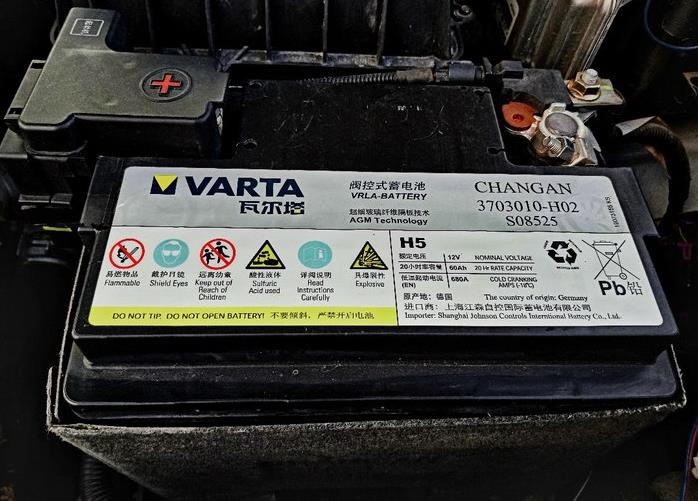 VARTA
瓦尔塔
阀控式蓄电池
VRLA-BATTERY
超细玻璃纤维隔板技术
AGM Technology
CHANGAN
3703010-H02
S08525
易燃物品
Flammable
戴护目镜
Shield Eyes
远离幼童
Keep out of
Reach of
Children
酸性液体
Sulfuric
Acid used
详阅说明
Read
Instructions
Carefully
具爆裂性
Explosive
DO NOT TIP. DO NOT OPEN BATTERY! 不要倾斜,严禁开启电池
H5
额定电压 12V NOMINAL VOLTAGE
20小时率容量 60Ah 20 Hr RATE CAPACITY
低温起动电流 680A COLD CRANKING
(EN) AMPS (-18°C)
原产地: 德国 The country of origin: Germany
进口商: 上海江森自控国际蓄电池有限公司
Importer: Shanghai Johnson Controls International Battery Co., Ltd.
Pb 铅